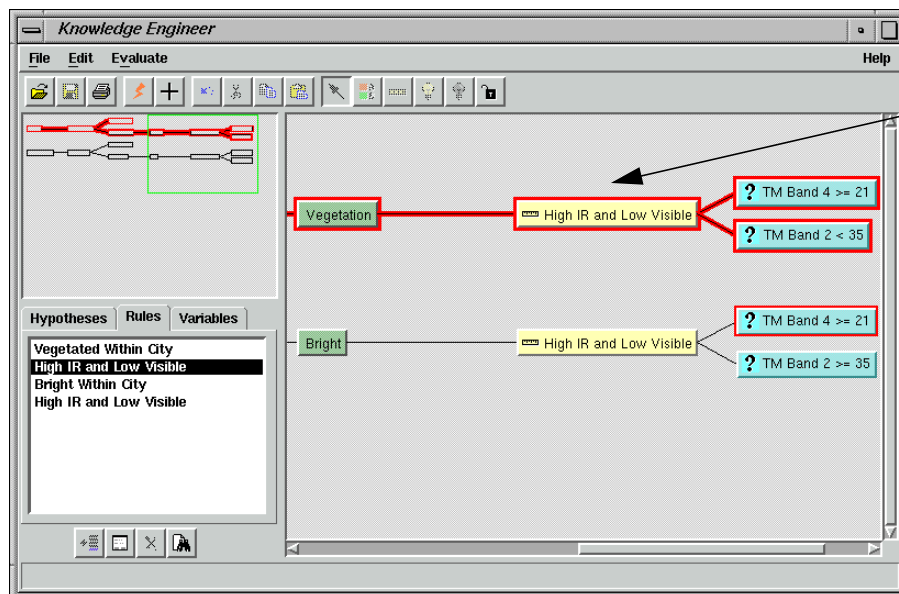 Knowledge Engineer
File Edit Evaluate Help
Vegetation
High IR and Low Visible
? TM Band 4 >= 21
? TM Band 2 < 35
Bright
High IR and Low Visible
? TM Band 4 >= 21
? TM Band 2 >= 35
Hypotheses Rules Variables
Vegetated Within City
High IR and Low Visible
Bright Within City
High IR and Low Visible